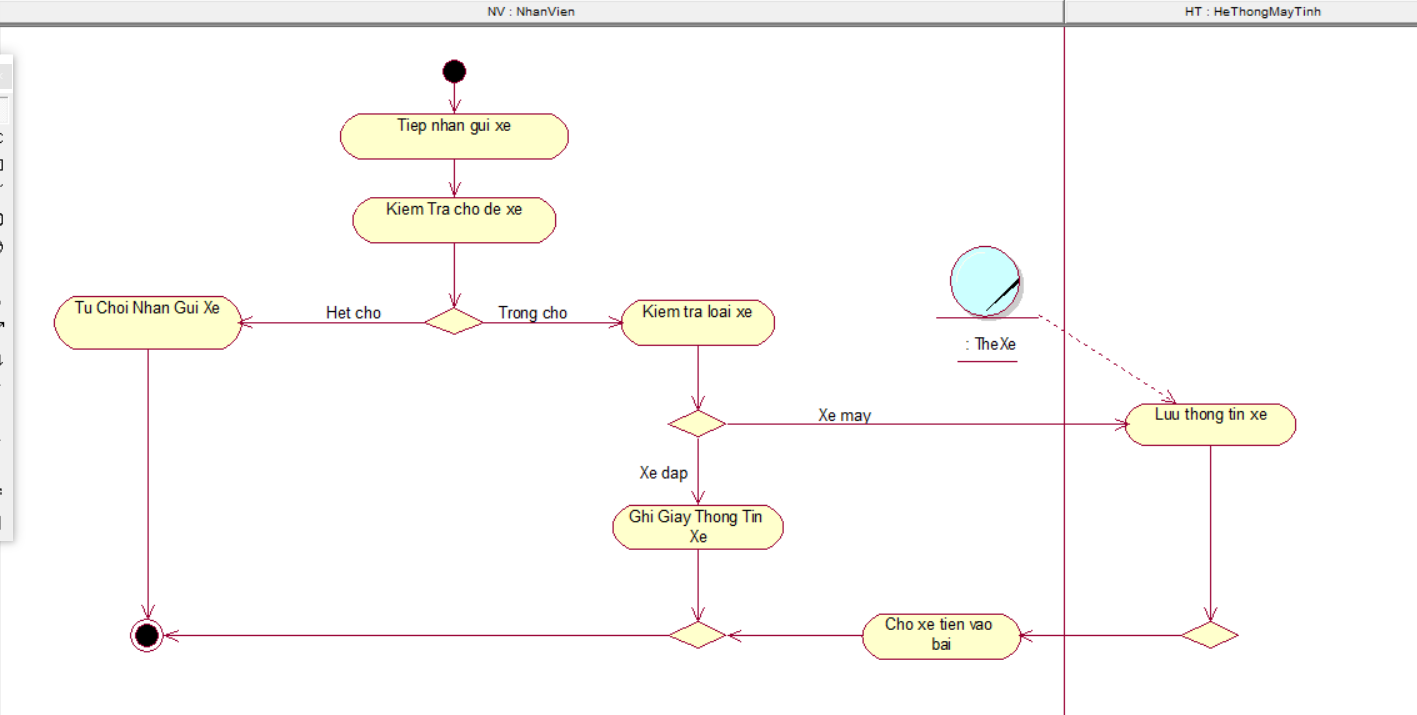 NV : NhanVien
HT : HeThongMayTinh
Tiep nhan gui xe
Kiem Tra cho de xe
Tu Choi Nhan Gui Xe
Het cho
Trong cho
Kiem tra loai xe
: TheXe
Xe may
Luu thong tin xe
Xe dap
Ghi Giay Thong Tin
Xe
Cho xe tien vao
bai